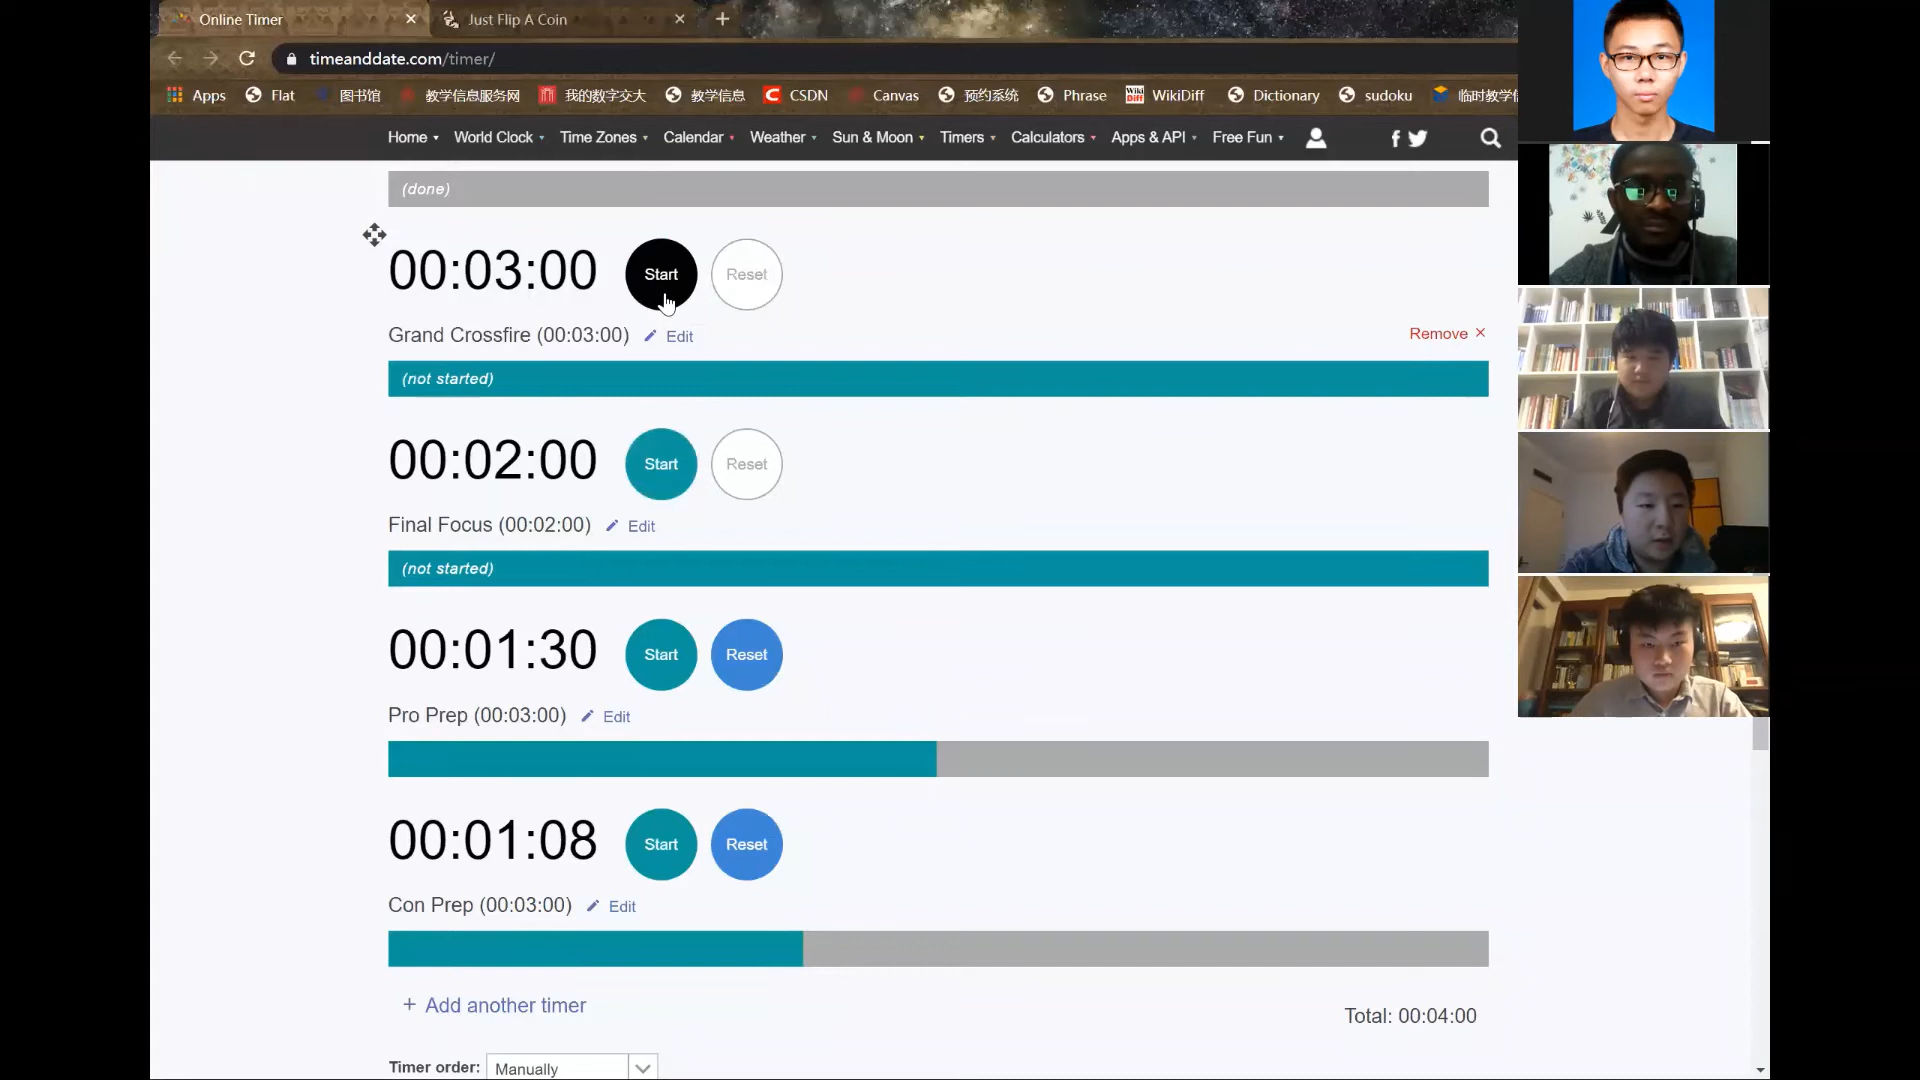 Online Timer
Just Flip A Coin
timeanddate.com/timer/
Apps Flat 图书馆 教学信息服务网 我的数字交大 教学信息 CSDN Canvas 预约系统 Phrase WikiDiff Dictionary sudoku 临时教学信
Home World Clock Time Zones Calendar Weather Sun & Moon Timers Calculators Apps & API Free Fun
(done)
00:03:00 Start Reset
Grand Crossfire (00:03:00) Edit Remove ×
(not started)
00:02:00 Start Reset
Final Focus (00:02:00) Edit
(not started)
00:01:30 Start Reset
Pro Prep (00:03:00) Edit
00:01:08 Start Reset
Con Prep (00:03:00) Edit
+ Add another timer
Total: 00:04:00
Timer order: Manually